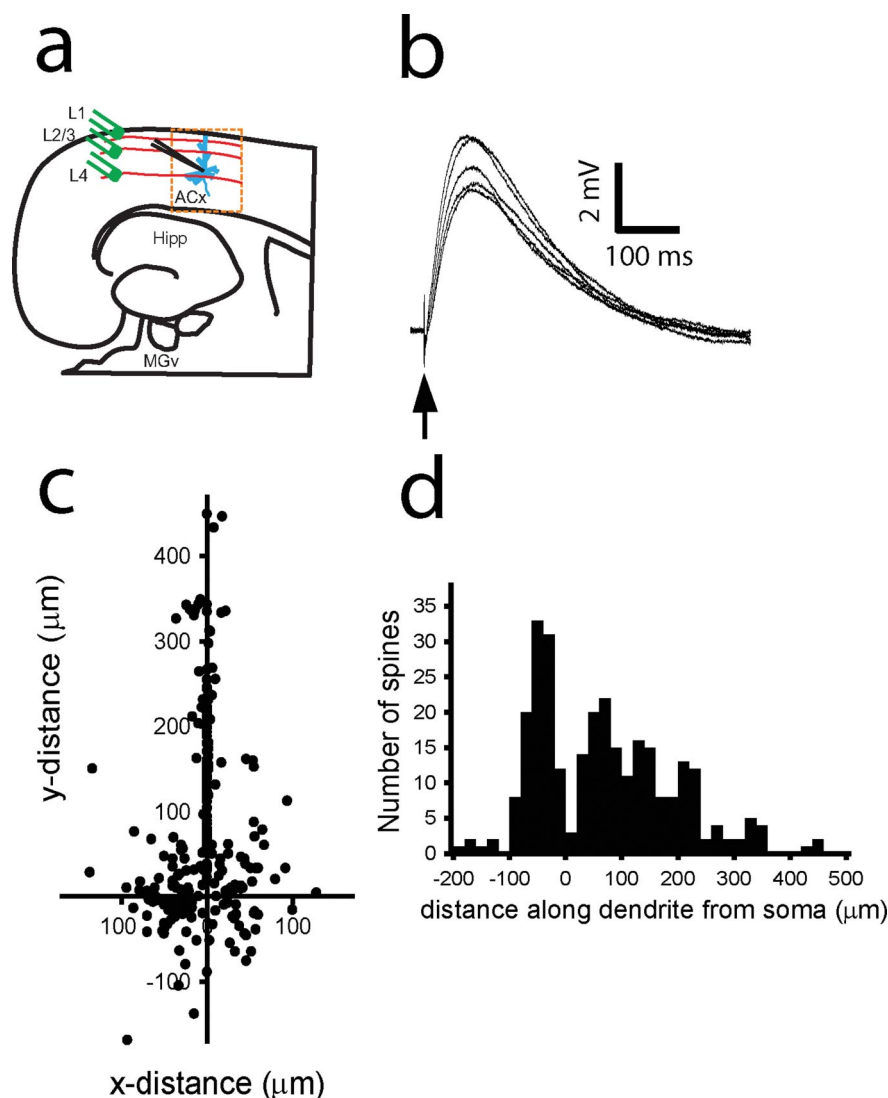 a
L1
L2/3
L4
ACx
Hipp
MGv
b
2 mV
100 ms
c
y-distance (µm)
400
300
200
100
100
0
100
-100
x-distance (µm)
d
Number of spines
35
30
25
20
15
10
5
0
-200 -100 0 100 200 300 400 500
distance along dendrite from soma (µm)